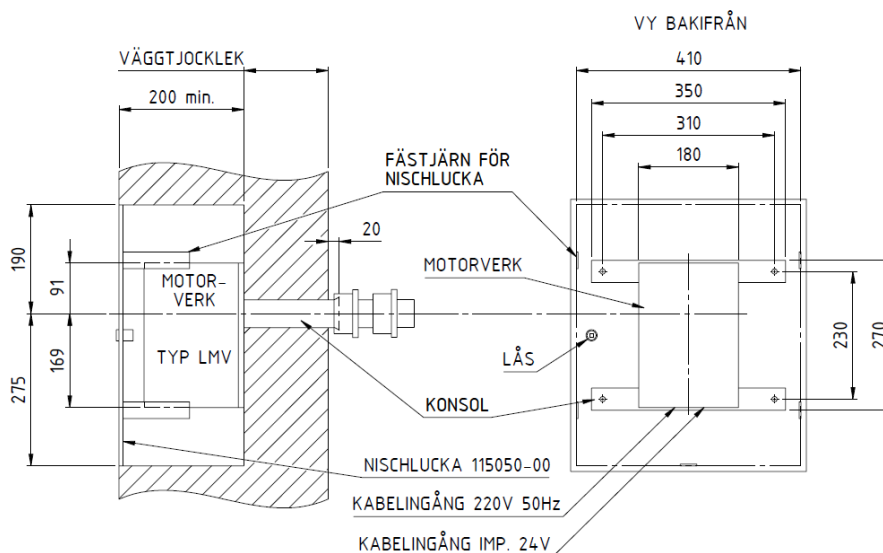 VY BAKIFRÅN
VÄGGTJOCKLEK
410
200 min.
350
310
180
FÄSTJÄRN FÖR
NISCHLUCKA
20
190
91
MOTOR-
VERK
MOTORVERK
TYP LMV
169
275
LÅS
230
270
KONSOL
NISCHLUCKA 115050-00
KABELINGÅNG 220V 50Hz
KABELINGÅNG IMP. 24V